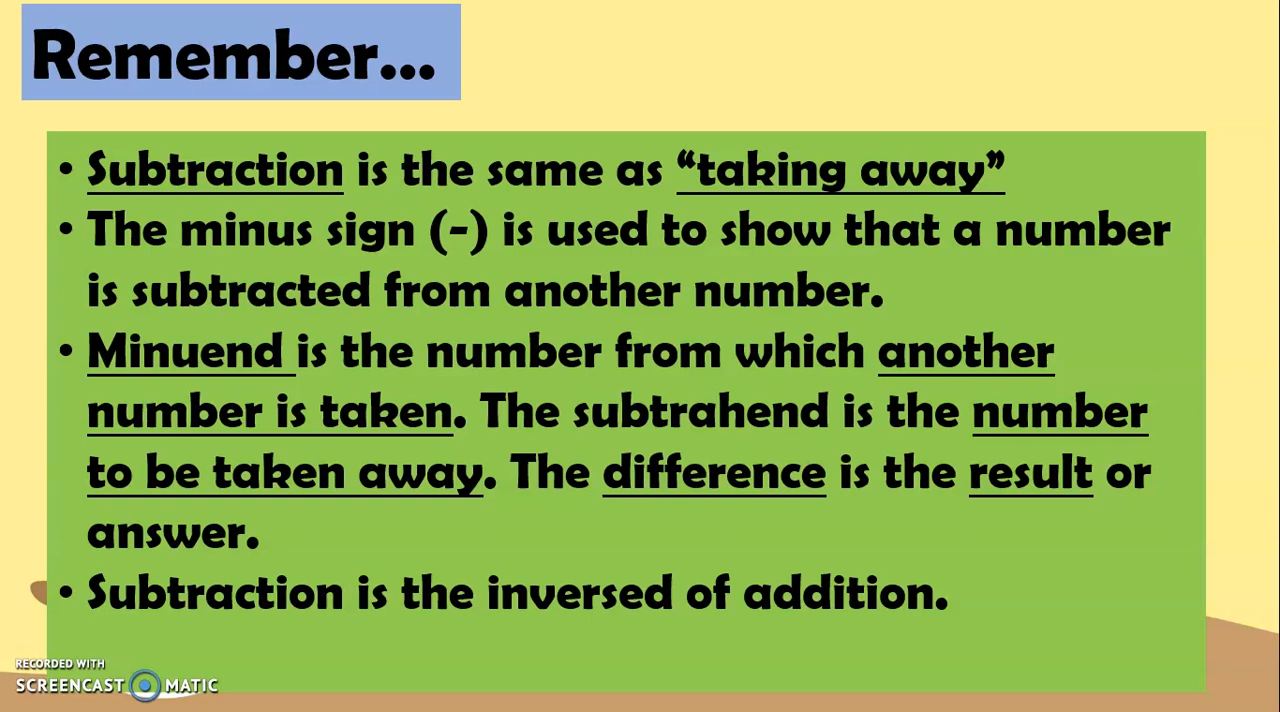 Remember...
• Subtraction is the same as “taking away”
• The minus sign (-) is used to show that a number
is subtracted from another number.
• Minuend is the number from which another
number is taken. The subtrahend is the number
to be taken away. The difference is the result or
answer.
• Subtraction is the inversed of addition.
RECORDED WITH
SCREENCAST MATIC